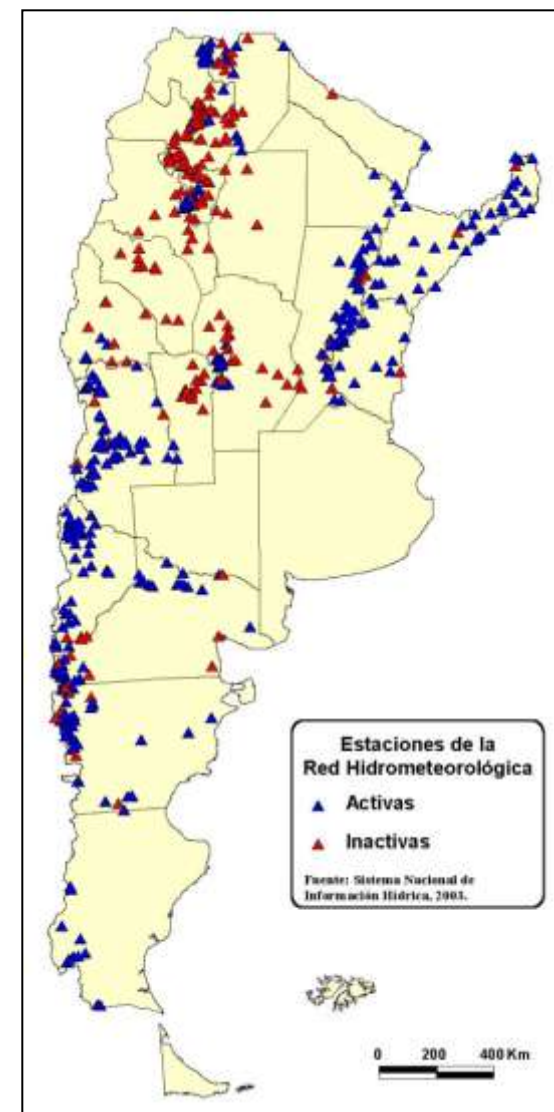 Estaciones de la
Red Hidrometeorológica
Activas
Inactivas
Fuente: Sistema Nacional de
Información Hídrica, 2003.
0 200 400 Km